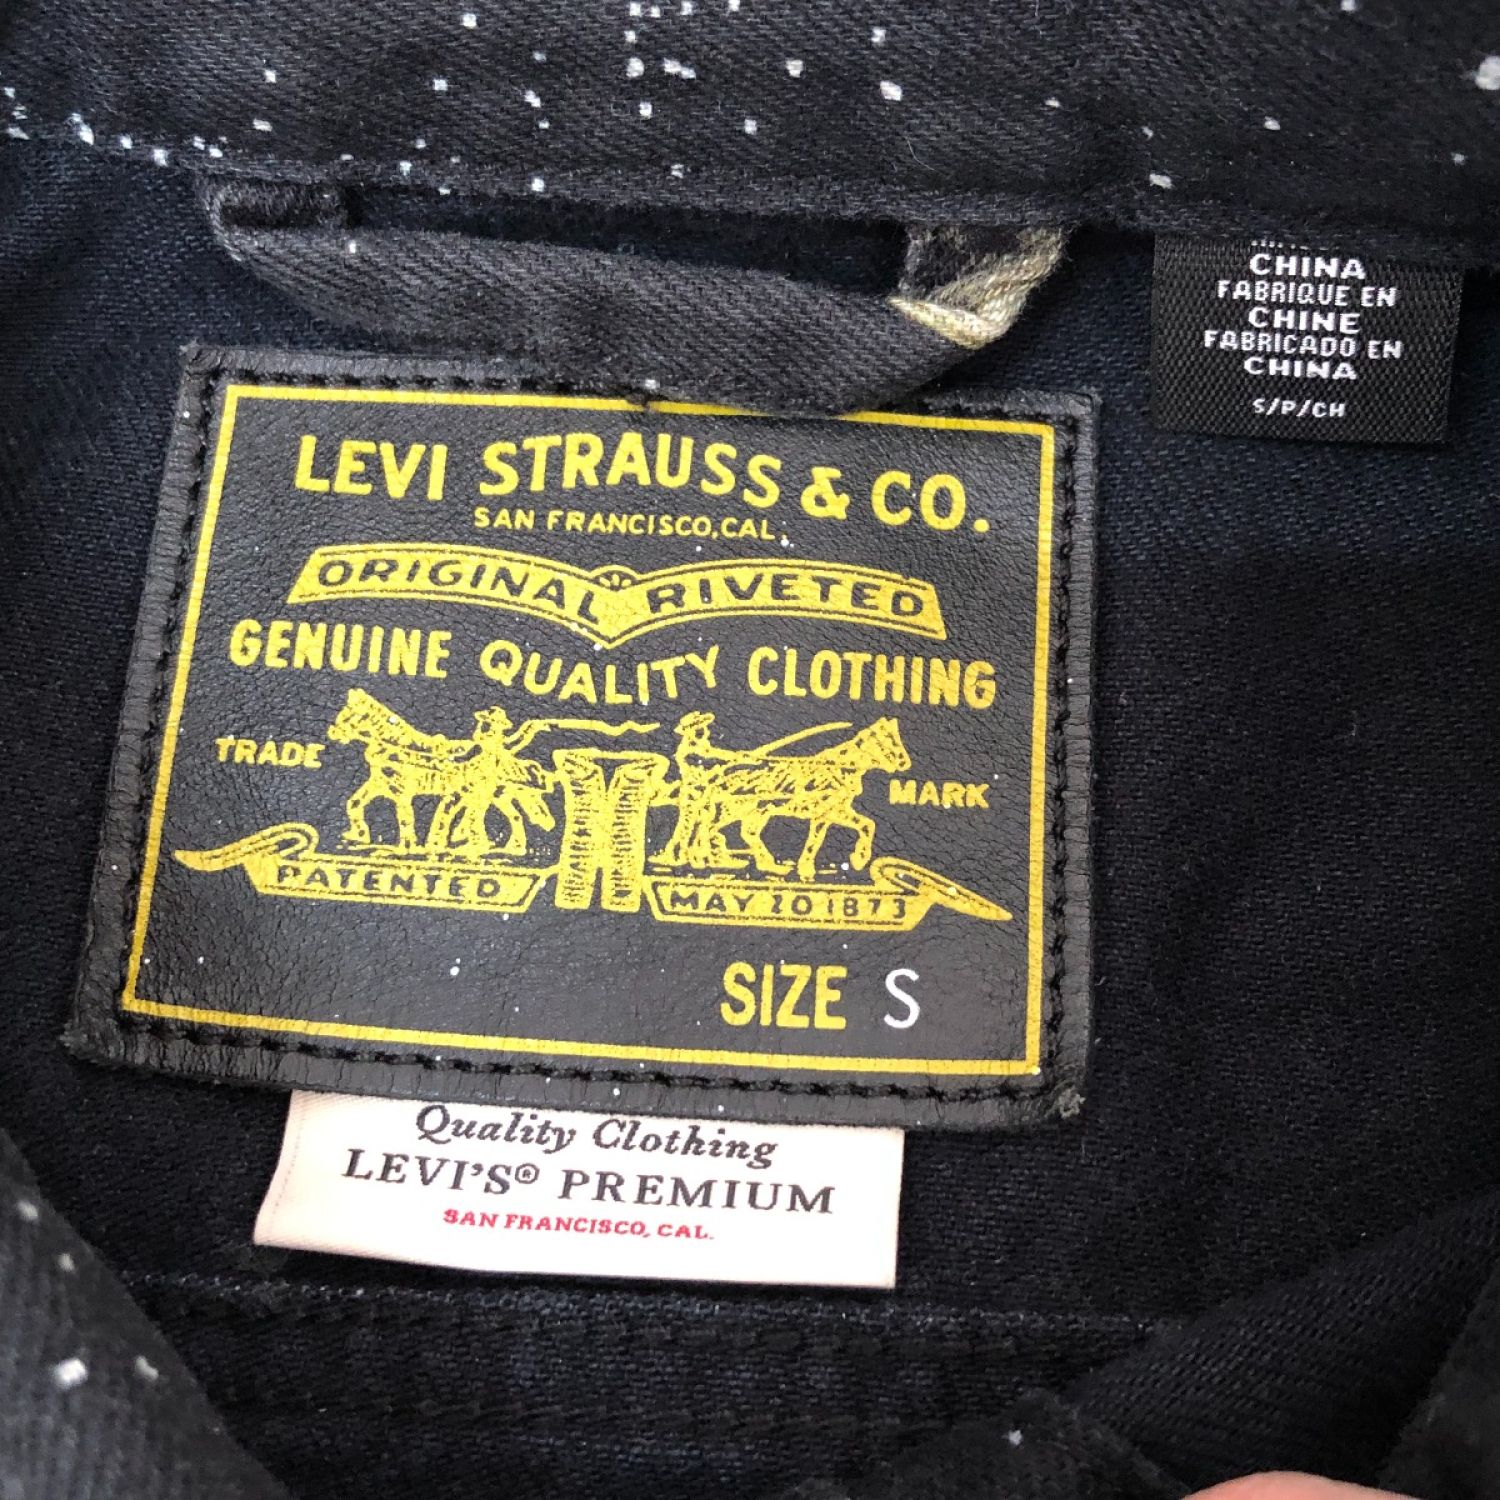 LEVI STRAUSS & CO.
SAN FRANCISCO, CAL.
ORIGINAL RIVETED
GENUINE QUALITY CLOTHING
TRADE MARK
PATENTED MAY 20 1873
SIZE S
Quality Clothing
LEVI'S® PREMIUM
SAN FRANCISCO, CAL.
CHINA
FABRIQUE EN
CHINE
FABRICADO EN
CHINA
S/P/CH